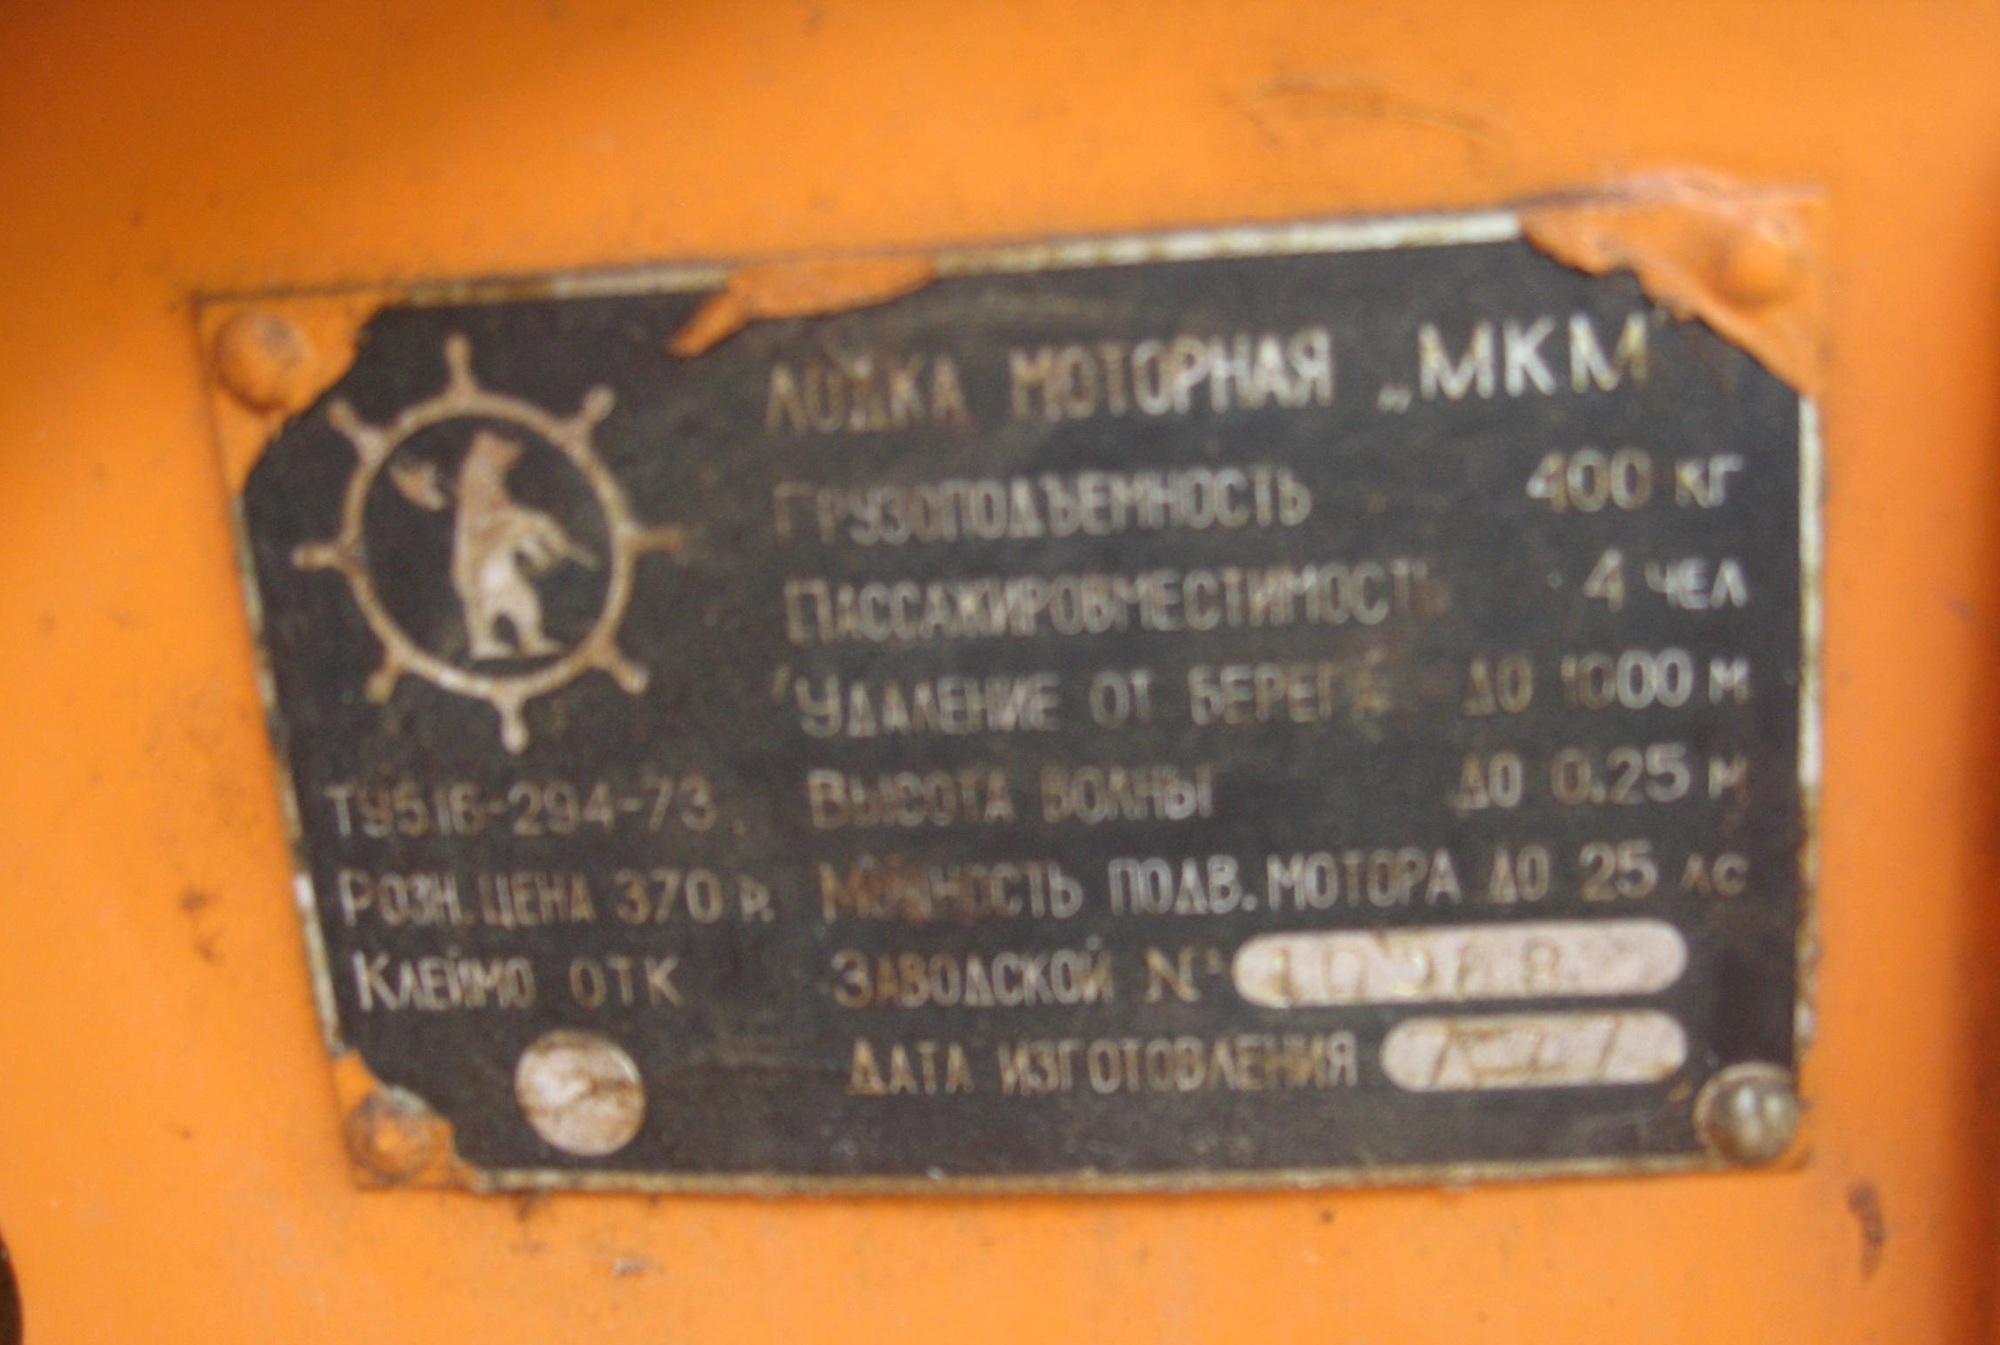 ЛОДКА МОТОРНАЯ „МКМ
ГРУЗОПОДЪЕМНОСТЬ 400 КГ
ПАССАЖИРОВМЕСТИМОСТЬ 4 ЧЕЛ
УДАЛЕНИЕ ОТ БЕРЕГА ДО 1000 М
ВЫСОТА ВОЛНЫ ДО 0.25 М
МОЩНОСТЬ ПОДВ. МОТОРА ДО 25 ЛС
ЗАВОДСКОЙ №
ДАТА ИЗГОТОВЛЕНИЯ
ТУ516-294-73
РОЗН. ЦЕНА 370 Р.
КЛЕЙМО ОТК